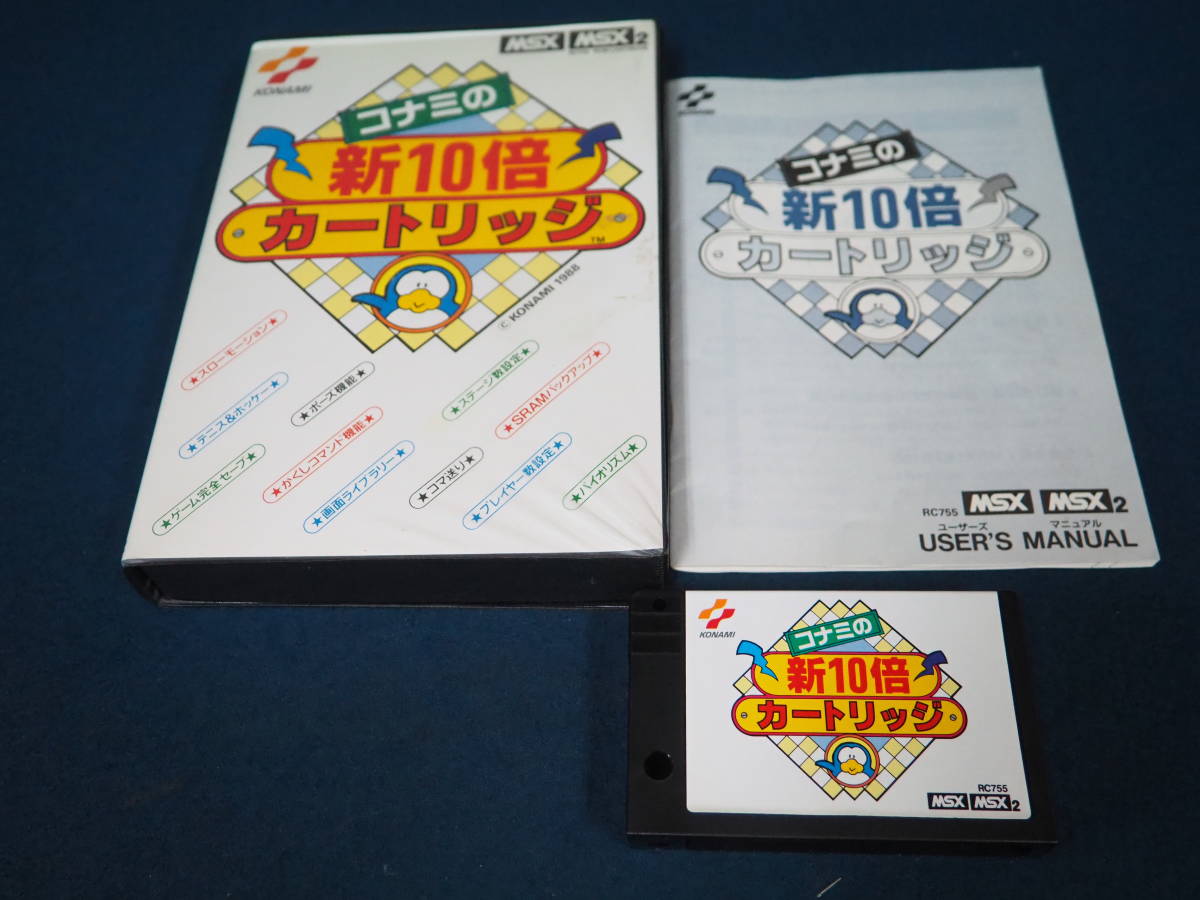 KONAMI
MSX MSX2
コナミの
新10倍
カートリッジ
TM
© KONAMI 1988
★スローモーション★
★テニス&ホッケー★
★ポーズ機能★
★ステージ数設定★
★SRAMバックアップ★
★ゲーム完全セーブ★
★かくしコマンド機能★
★画面ライブラリー★
★コマ送り★
★プレイヤー数設定★
★バイオリズム★
コナミの
新10倍
カートリッジ
RC755 MSX MSX2
ユーザーズ マニュアル
USER'S MANUAL
KONAMI
コナミの
新10倍
カートリッジ
RC755
MSX MSX2